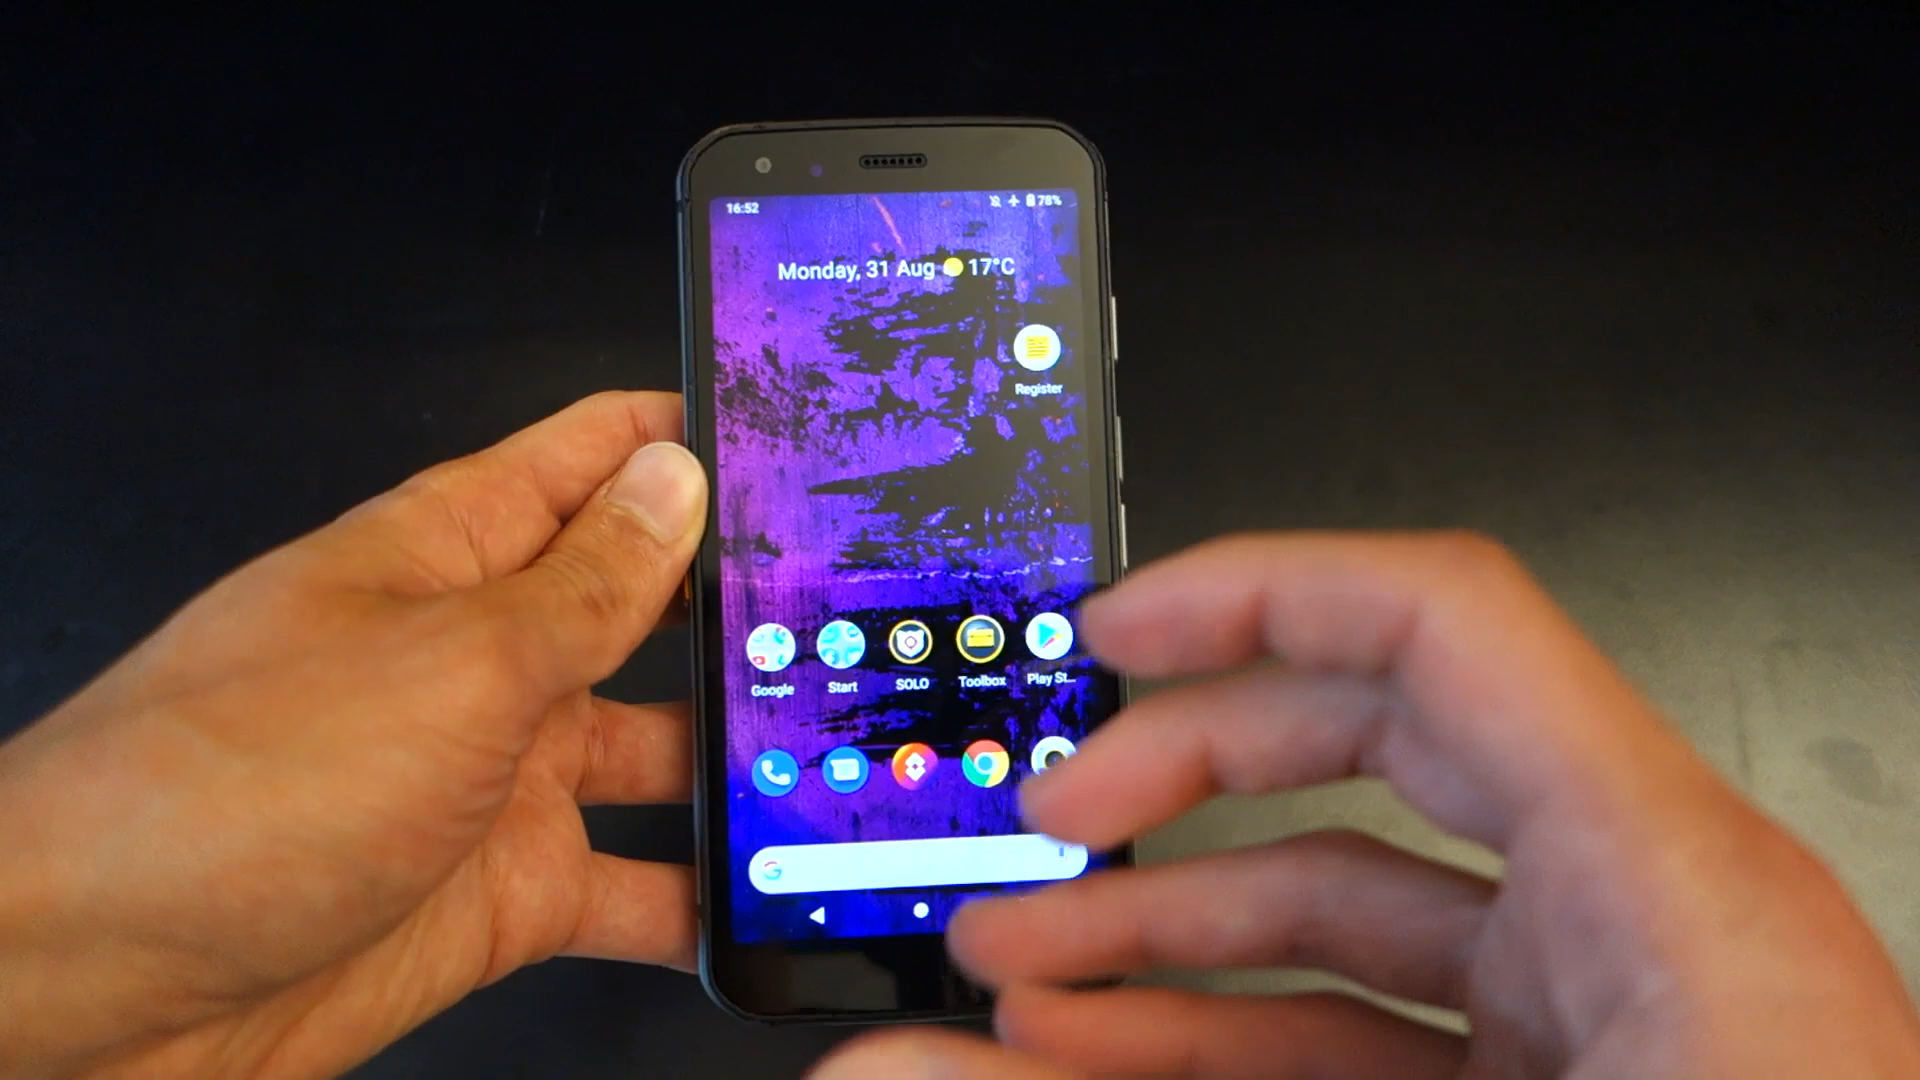 16:52 78%
Monday, 31 Aug 17°C
Register
Google Start SOLO Toolbox Play St...
G